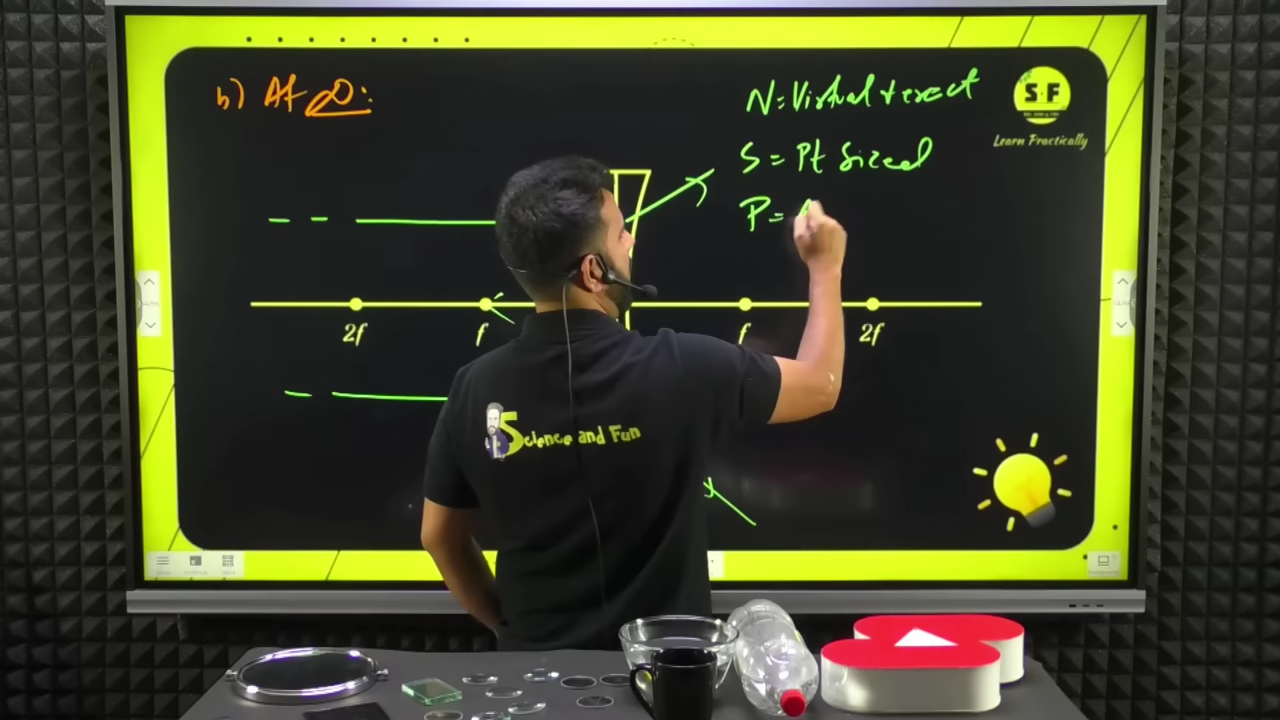 b) At ∞:
N = Virtual + erect
S = Pt Sized
P =
S·F
Learn Practically
2f f f 2f
Science and Fun